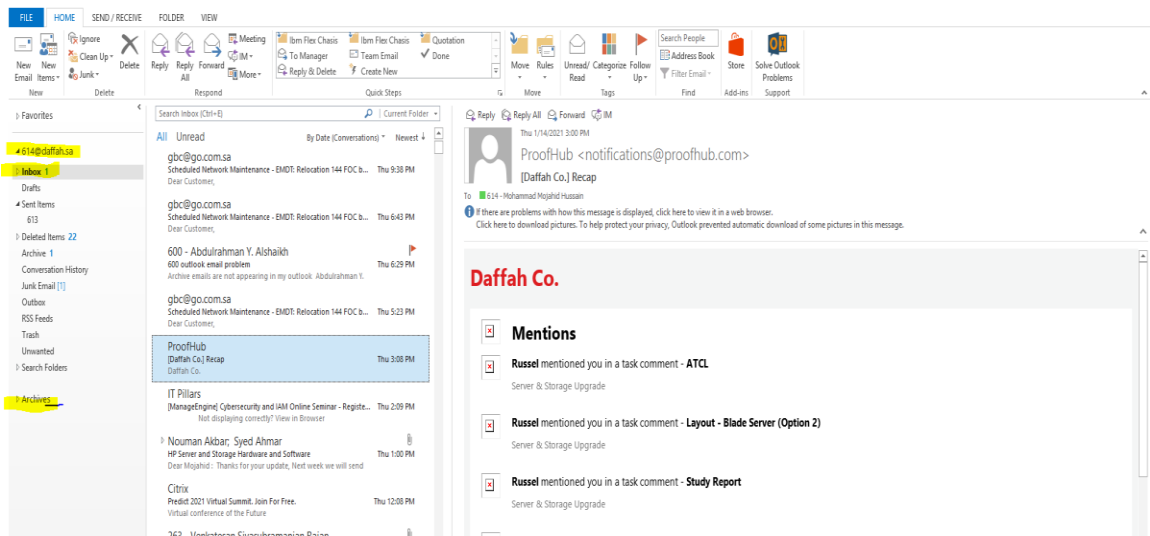 FILE HOME SEND / RECEIVE FOLDER VIEW
New Email
New Items
New
Ignore
Clean Up
Junk
Delete
Delete
Reply
Reply All
Forward
Meeting
IM
More
Respond
Ibm Flex Chasis
To Manager
Reply & Delete
Ibm Flex Chasis
Team Email
Create New
Quotation
Done
Quick Steps
Move
Rules
Move
Unread/ Read
Categorize
Follow Up
Tags
Search People
Address Book
Filter Email
Find
Store
Add-ins
Solve Outlook Problems
Support
Favorites
614@daffah.sa
Inbox 1
Drafts
Sent Items
613
Deleted Items 22
Archive 1
Conversation History
Junk Email [1]
Outbox
RSS Feeds
Trash
Unwanted
Search Folders
Archives
Search Inbox (Ctrl+E) Current Folder
All Unread By Date (Conversations) Newest ↓
gbc@go.com.sa
Scheduled Network Maintenance - EMDT: Relocation 144 FOC b... Thu 9:38 PM
Dear Customer,
gbc@go.com.sa
Scheduled Network Maintenance - EMDT: Relocation 144 FOC b... Thu 6:43 PM
Dear Customer,
600 - Abdulrahman Y. Alshaikh
600 outlook email problem Thu 6:29 PM
Archive emails are not appearing in my outlook Abdulrahman Y.
gbc@go.com.sa
Scheduled Network Maintenance - EMDT: Relocation 144 FOC b... Thu 5:23 PM
Dear Customer,
ProofHub
[Daffah Co.] Recap Thu 3:08 PM
Daffah Co.
IT Pillars
[ManageEngine] Cybersecurity and IAM Online Seminar - Registe... Thu 2:09 PM
Not displaying correctly? View in Browser
Nouman Akbar; Syed Ahmar
HP Server and Storage Hardware and Software Thu 1:00 PM
Dear Mojahid : Thanks for your update, Next week we will send
Citrix
Predict 2021 Virtual Summit. Join For Free. Thu 12:08 PM
Virtual conference of the Future
263 - Venkatesan Sivasubramanian Rajan
Reply Reply All Forward IM
Thu 1/14/2021 3:00 PM
ProofHub <notifications@proofhub.com>
[Daffah Co.] Recap
To 614 - Mohammad Mojahid Hussain
If there are problems with how this message is displayed, click here to view it in a web browser.
Click here to download pictures. To help protect your privacy, Outlook prevented automatic download of some pictures in this message.
Daffah Co.
Mentions
Russel mentioned you in a task comment - ATCL
Server & Storage Upgrade
Russel mentioned you in a task comment - Layout - Blade Server (Option 2)
Server & Storage Upgrade
Russel mentioned you in a task comment - Study Report
Server & Storage Upgrade